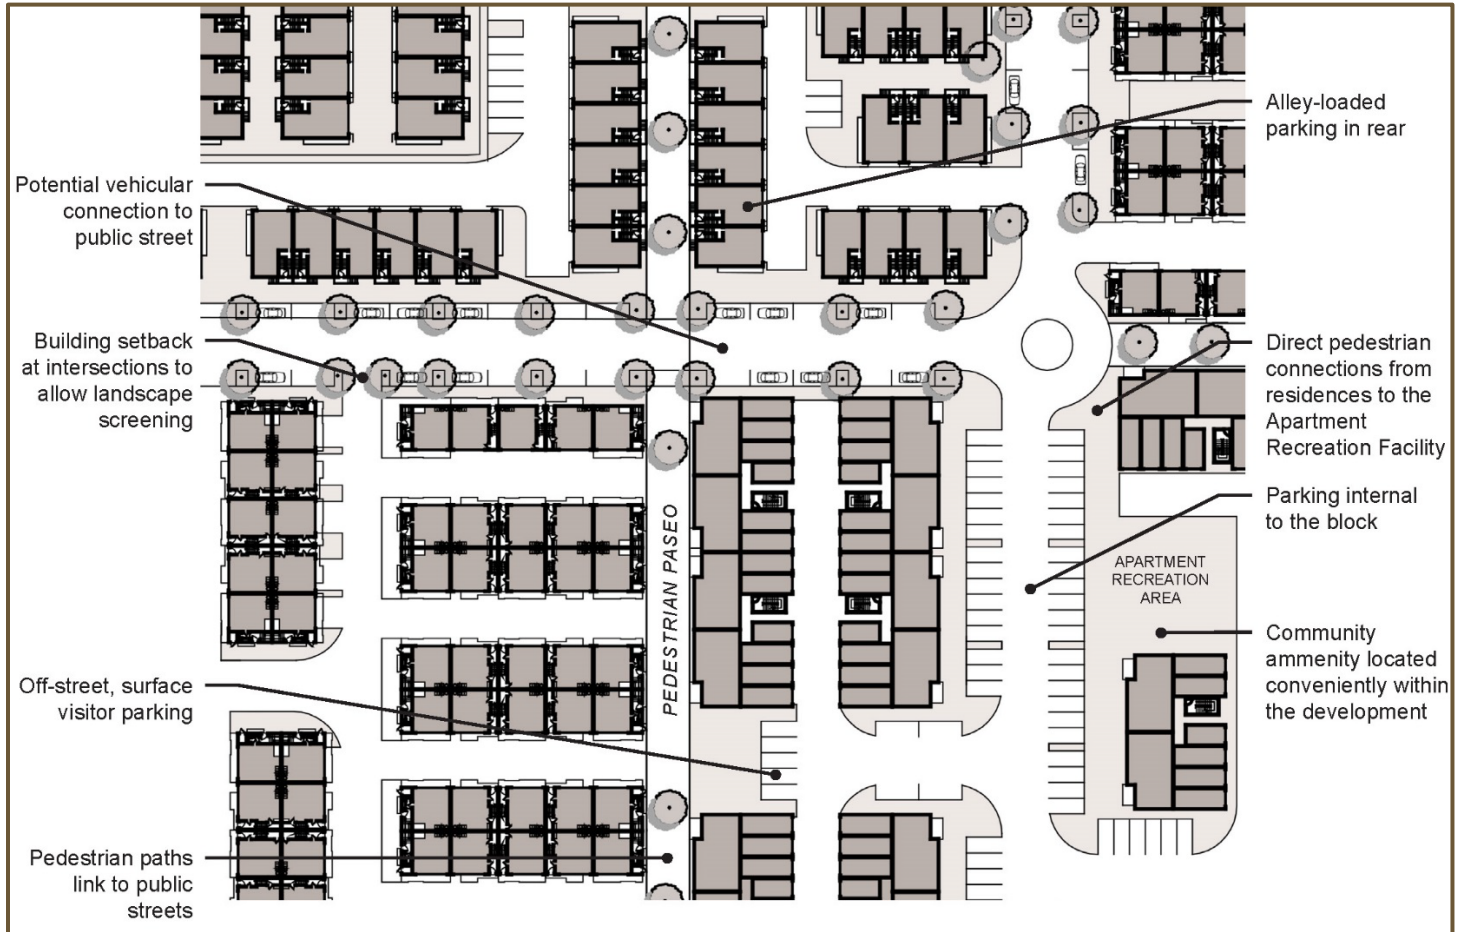 Potential vehicular
connection to
public street
Building setback
at intersections to
allow landscape
screening
Off-street, surface
visitor parking
Pedestrian paths
link to public
streets
PEDESTRIAN PASEO
APARTMENT
RECREATION
AREA
Alley-loaded
parking in rear
Direct pedestrian
connections from
residences to the
Apartment
Recreation Facility
Parking internal
to the block
Community
ammenity located
conveniently within
the development